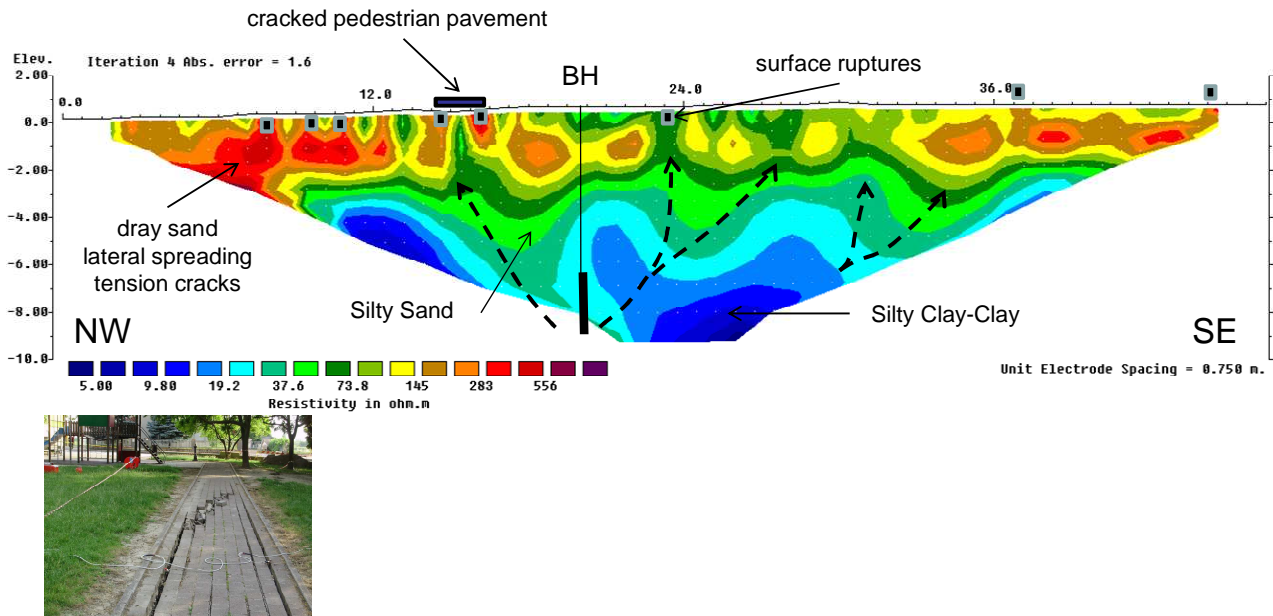 cracked pedestrian pavement
Elev. Iteration 4 Abs. error = 1.6
BH
surface ruptures
2.00
0.0 12.0 24.0 36.0
0.0
-2.00
dray sand
lateral spreading
tension cracks
-4.00
-6.00
Silty Sand
Silty Clay-Clay
-8.00
NW
SE
-10.0
Unit Electrode Spacing = 0.750 m.
5.00 9.80 19.2 37.6 73.8 145 283 556
Resistivity in ohm.m